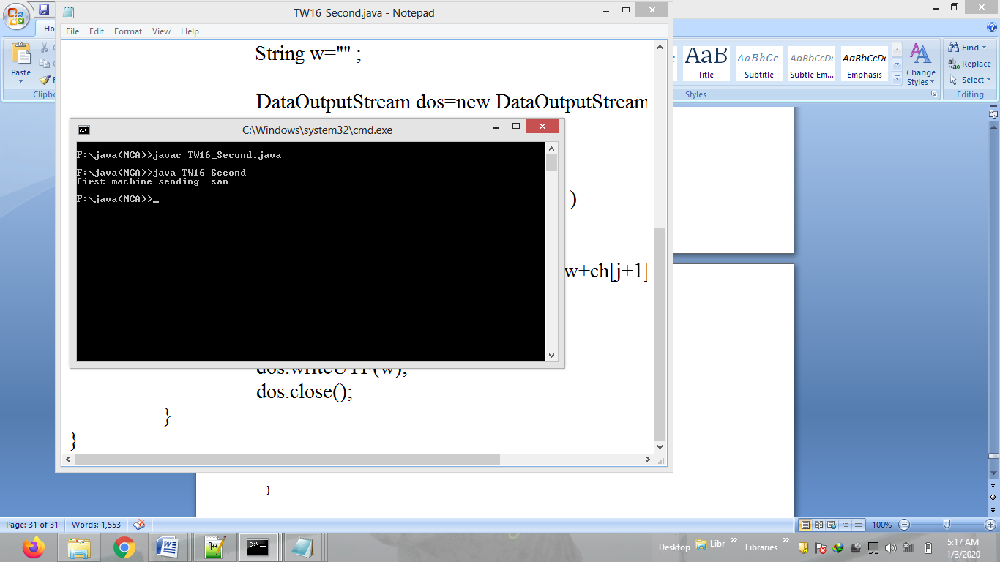 TW16_Second.java - Notepad
Ho
File Edit Format View Help
Paste
Clipbo
String w="" ;
DataOutputStream dos=new DataOutputStream
AaB AaBbCc. AaBbCcDc AaBbCcDc
Title Subtitle Subtle Em... Emphasis
Change
Styles
Styles
Find
Replace
Select
Editing
C:\Windows\system32\cmd.exe
F:\java(MCA)>javac TW16_Second.java
F:\java(MCA)>java TW16_Second
first machine sending  san
F:\java(MCA)>_
)
w+ch[j+1]
dos.writeUTF(w);
dos.close();
}
}
}
Page: 31 of 31 Words: 1,553
100%
Desktop Libr » Libraries »
5:17 AM
1/3/2020